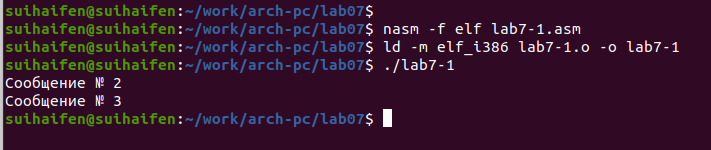 suihaifen@suihaifen:~/work/arch-pc/lab07$
suihaifen@suihaifen:~/work/arch-pc/lab07$ nasm -f elf lab7-1.asm
suihaifen@suihaifen:~/work/arch-pc/lab07$ ld -m elf_i386 lab7-1.o -o lab7-1
suihaifen@suihaifen:~/work/arch-pc/lab07$ ./lab7-1
Сообщение № 2
Сообщение № 3
suihaifen@suihaifen:~/work/arch-pc/lab07$